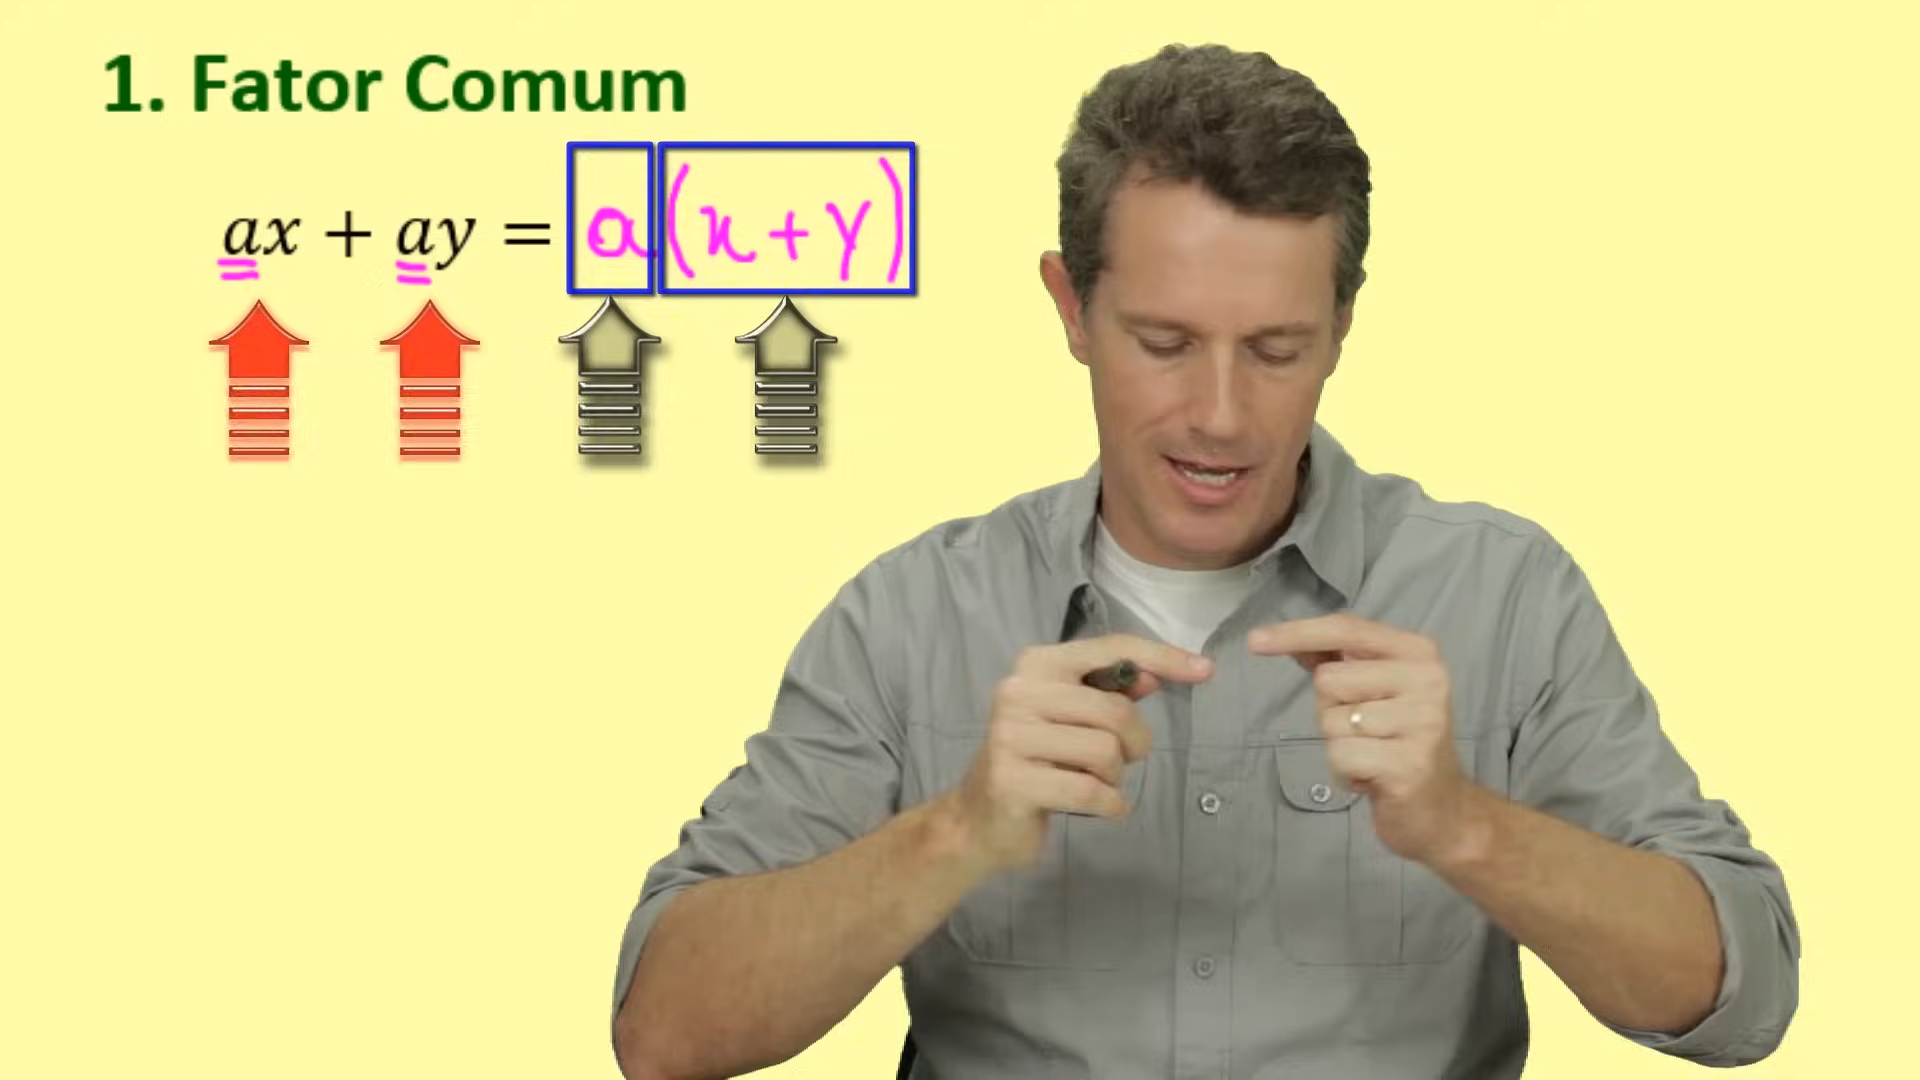 1. Fator Comum
ax + ay = a(x+y)